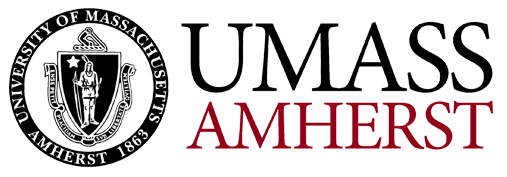 UNIVERSITY OF MASSACHUSETTS
AMHERST 1863
UMASS
AMHERST